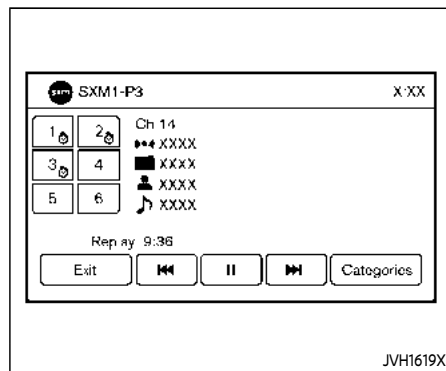 sxm SXM1-P3 X:XX
1 2 Ch 14
XXXX
3 4 XXXX
XXXX
5 6 XXXX
Replay 9:36
Exit Categories
JVH1619X